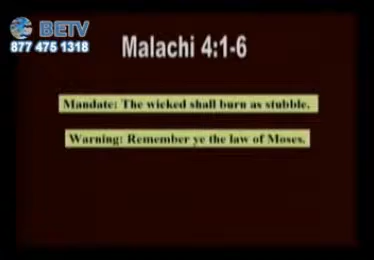 BETV
877 475 1318
Malachi 4:1-6
Mandate: The wicked shall burn as stubble.
Warning: Remember ye the law of Moses.